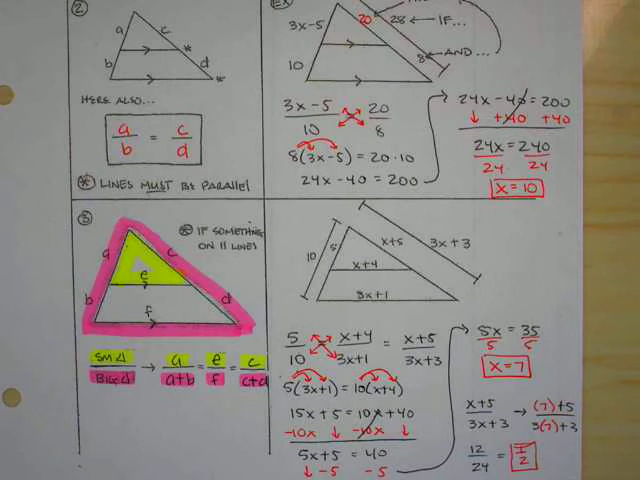 ②
a
c
b
d
*
*
HERE ALSO...
a/b = c/d
⊛ LINES MUST BE PARALLEL
EX
3x-5
20
28 ← IF...
8 ← AND...
10
3x-5/10 = 20/8
8(3x-5) = 20·10
24x-40 = 200
24x-40 = 200
+40 +40
24x = 240
24 24
x=10
③
⊛ IF SOMETHING
ON || LINES
a
c
e
b
f
d
SM △/BIG △ → a/a+b = e/f = c/c+d
10
5
x+5
3x+3
x+4
3x+1
5/10 = x+4/3x+1 = x+5/3x+3
5(3x+1) = 10(x+4)
15x+5 = 10x+40
-10x -10x
5x+5 = 40
-5 -5
5x = 35
5 5
x=7
x+5/3x+3 → (7)+5/3(7)+3
12/24 = 1/2